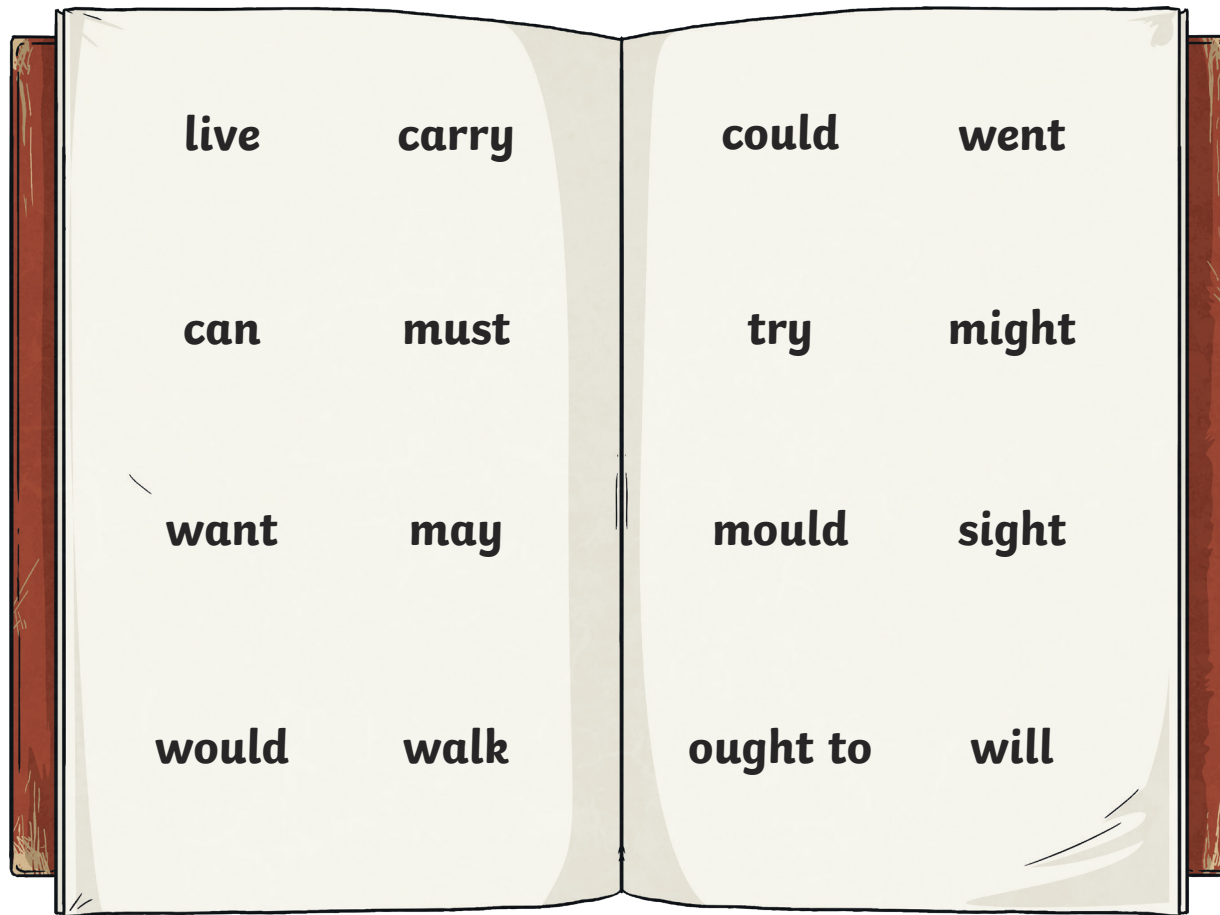 live carry
can must
want may
would walk
could went
try might
mould sight
ought to will